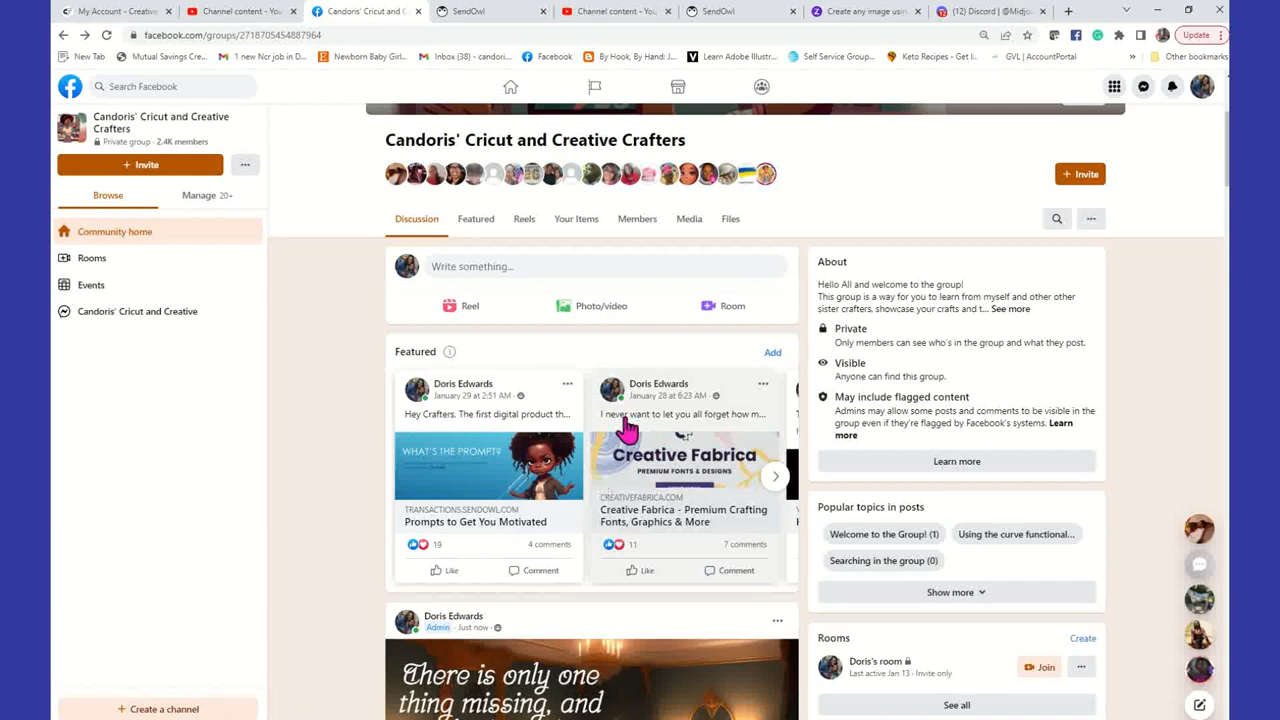 My Account - Creative
Channel content - You...
Candoris' Cricut and C
SendOwl
Channel content - You...
SendOwl
Create any image usin
(12) Discord | @Midjou
facebook.com/groups/2718705454887964
Update
New Tab
Mutual Savings Cre...
1 new Ncr job in D...
Newborn Baby Girl...
Inbox (38) - candori...
Facebook
By Hook, By Hand:...
Learn Adobe Illustr...
Self Service Group...
Keto Recipes - Get I...
GVL | AccountPortal
Other bookmarks
Search Facebook
Candoris' Cricut and Creative
Crafters
Private group · 2.4K members
+ Invite
Browse
Manage 20+
Community home
Rooms
Events
Candoris' Cricut and Creative
+ Create a channel
Candoris' Cricut and Creative Crafters
+ Invite
Discussion
Featured
Reels
Your Items
Members
Media
Files
Write something...
Reel
Photo/video
Room
Featured
Add
Doris Edwards
January 29 at 2:51 AM ·
Hey Crafters. The first digital product th...
WHAT'S THE PROMPT?
TRANSACTIONS.SENDOWL.COM
Prompts to Get You Motivated
19
4 comments
Like
Comment
Doris Edwards
January 28 at 6:23 AM ·
I never want to let you all forget how m...
Creative Fabrica
PREMIUM FONTS & DESIGNS
CREATIVEFABRICA.COM
Creative Fabrica - Premium Crafting
Fonts, Graphics & More
11
7 comments
Like
Comment
Doris Edwards
Admin · Just now ·
There is only one
thing missing, and
About
Hello All and welcome to the group!
This group is a way for you to learn from myself and other other
sister crafters, showcase your crafts and t... See more
Private
Only members can see who's in the group and what they post.
Visible
Anyone can find this group.
May include flagged content
Admins may allow some posts and comments to be visible in the
group even if they're flagged by Facebook's systems. Learn
more
Learn more
Popular topics in posts
Welcome to the Group! (1)
Using the curve functional...
Searching in the group (0)
Show more
Rooms
Create
Doris's room
Last active Jan 13 · Invite only
Join
See all